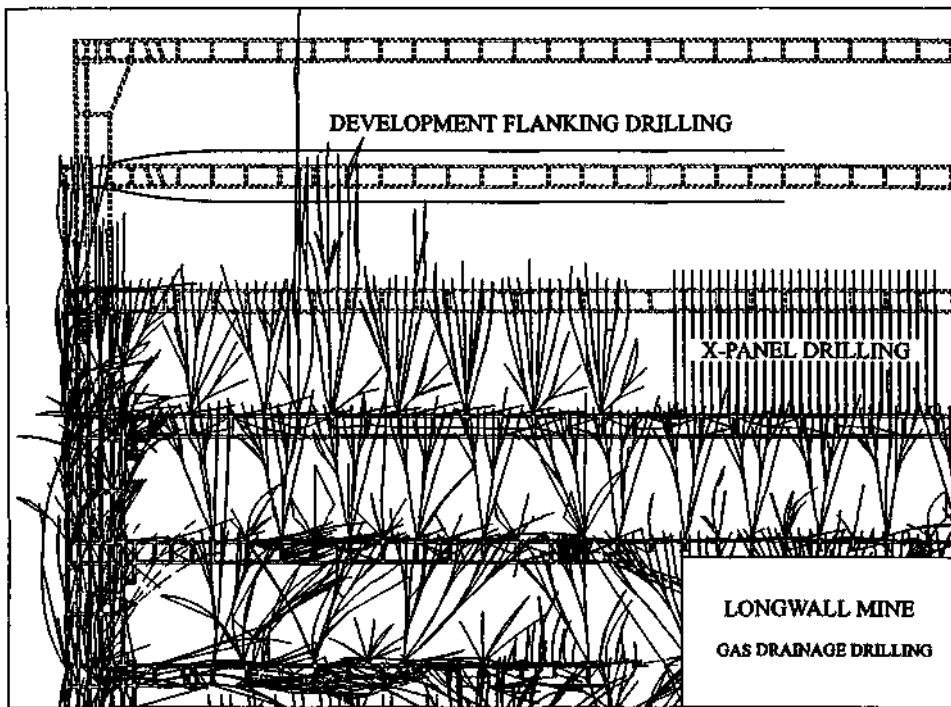 DEVELOPMENT FLANKING DRILLING
X-PANEL DRILLING
LONGWALL MINE
GAS DRAINAGE DRILLING